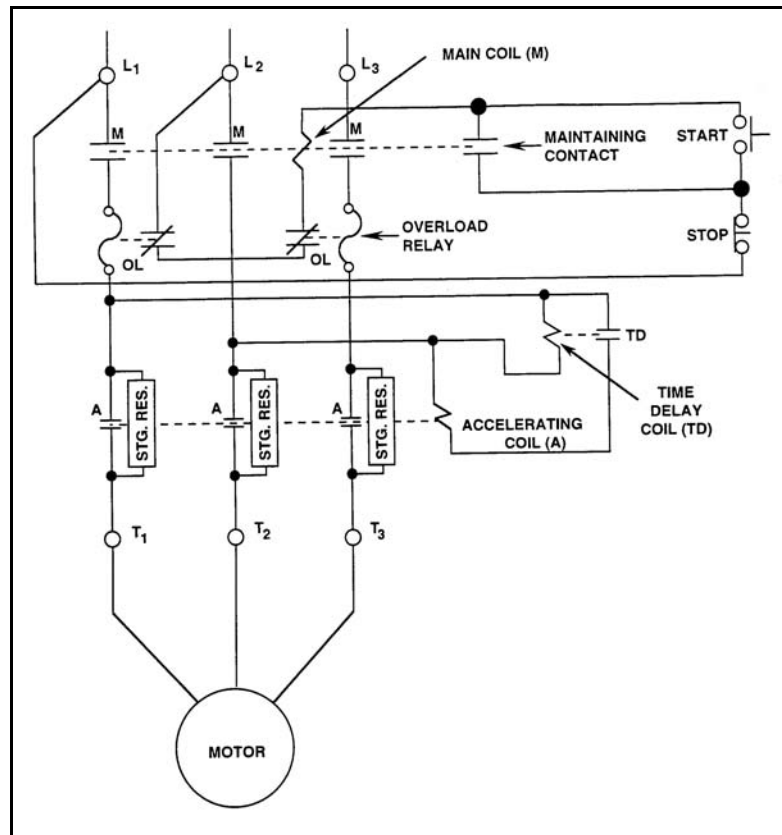 L1
L2
L3
MAIN COIL (M)
M
M
M
MAINTAINING
CONTACT
START
OVERLOAD
RELAY
STOP
OL
OL
TD
TIME
DELAY
COIL (TD)
A
STG. RES.
A
STG. RES.
A
STG. RES.
ACCELERATING
COIL (A)
T1
T2
T3
MOTOR